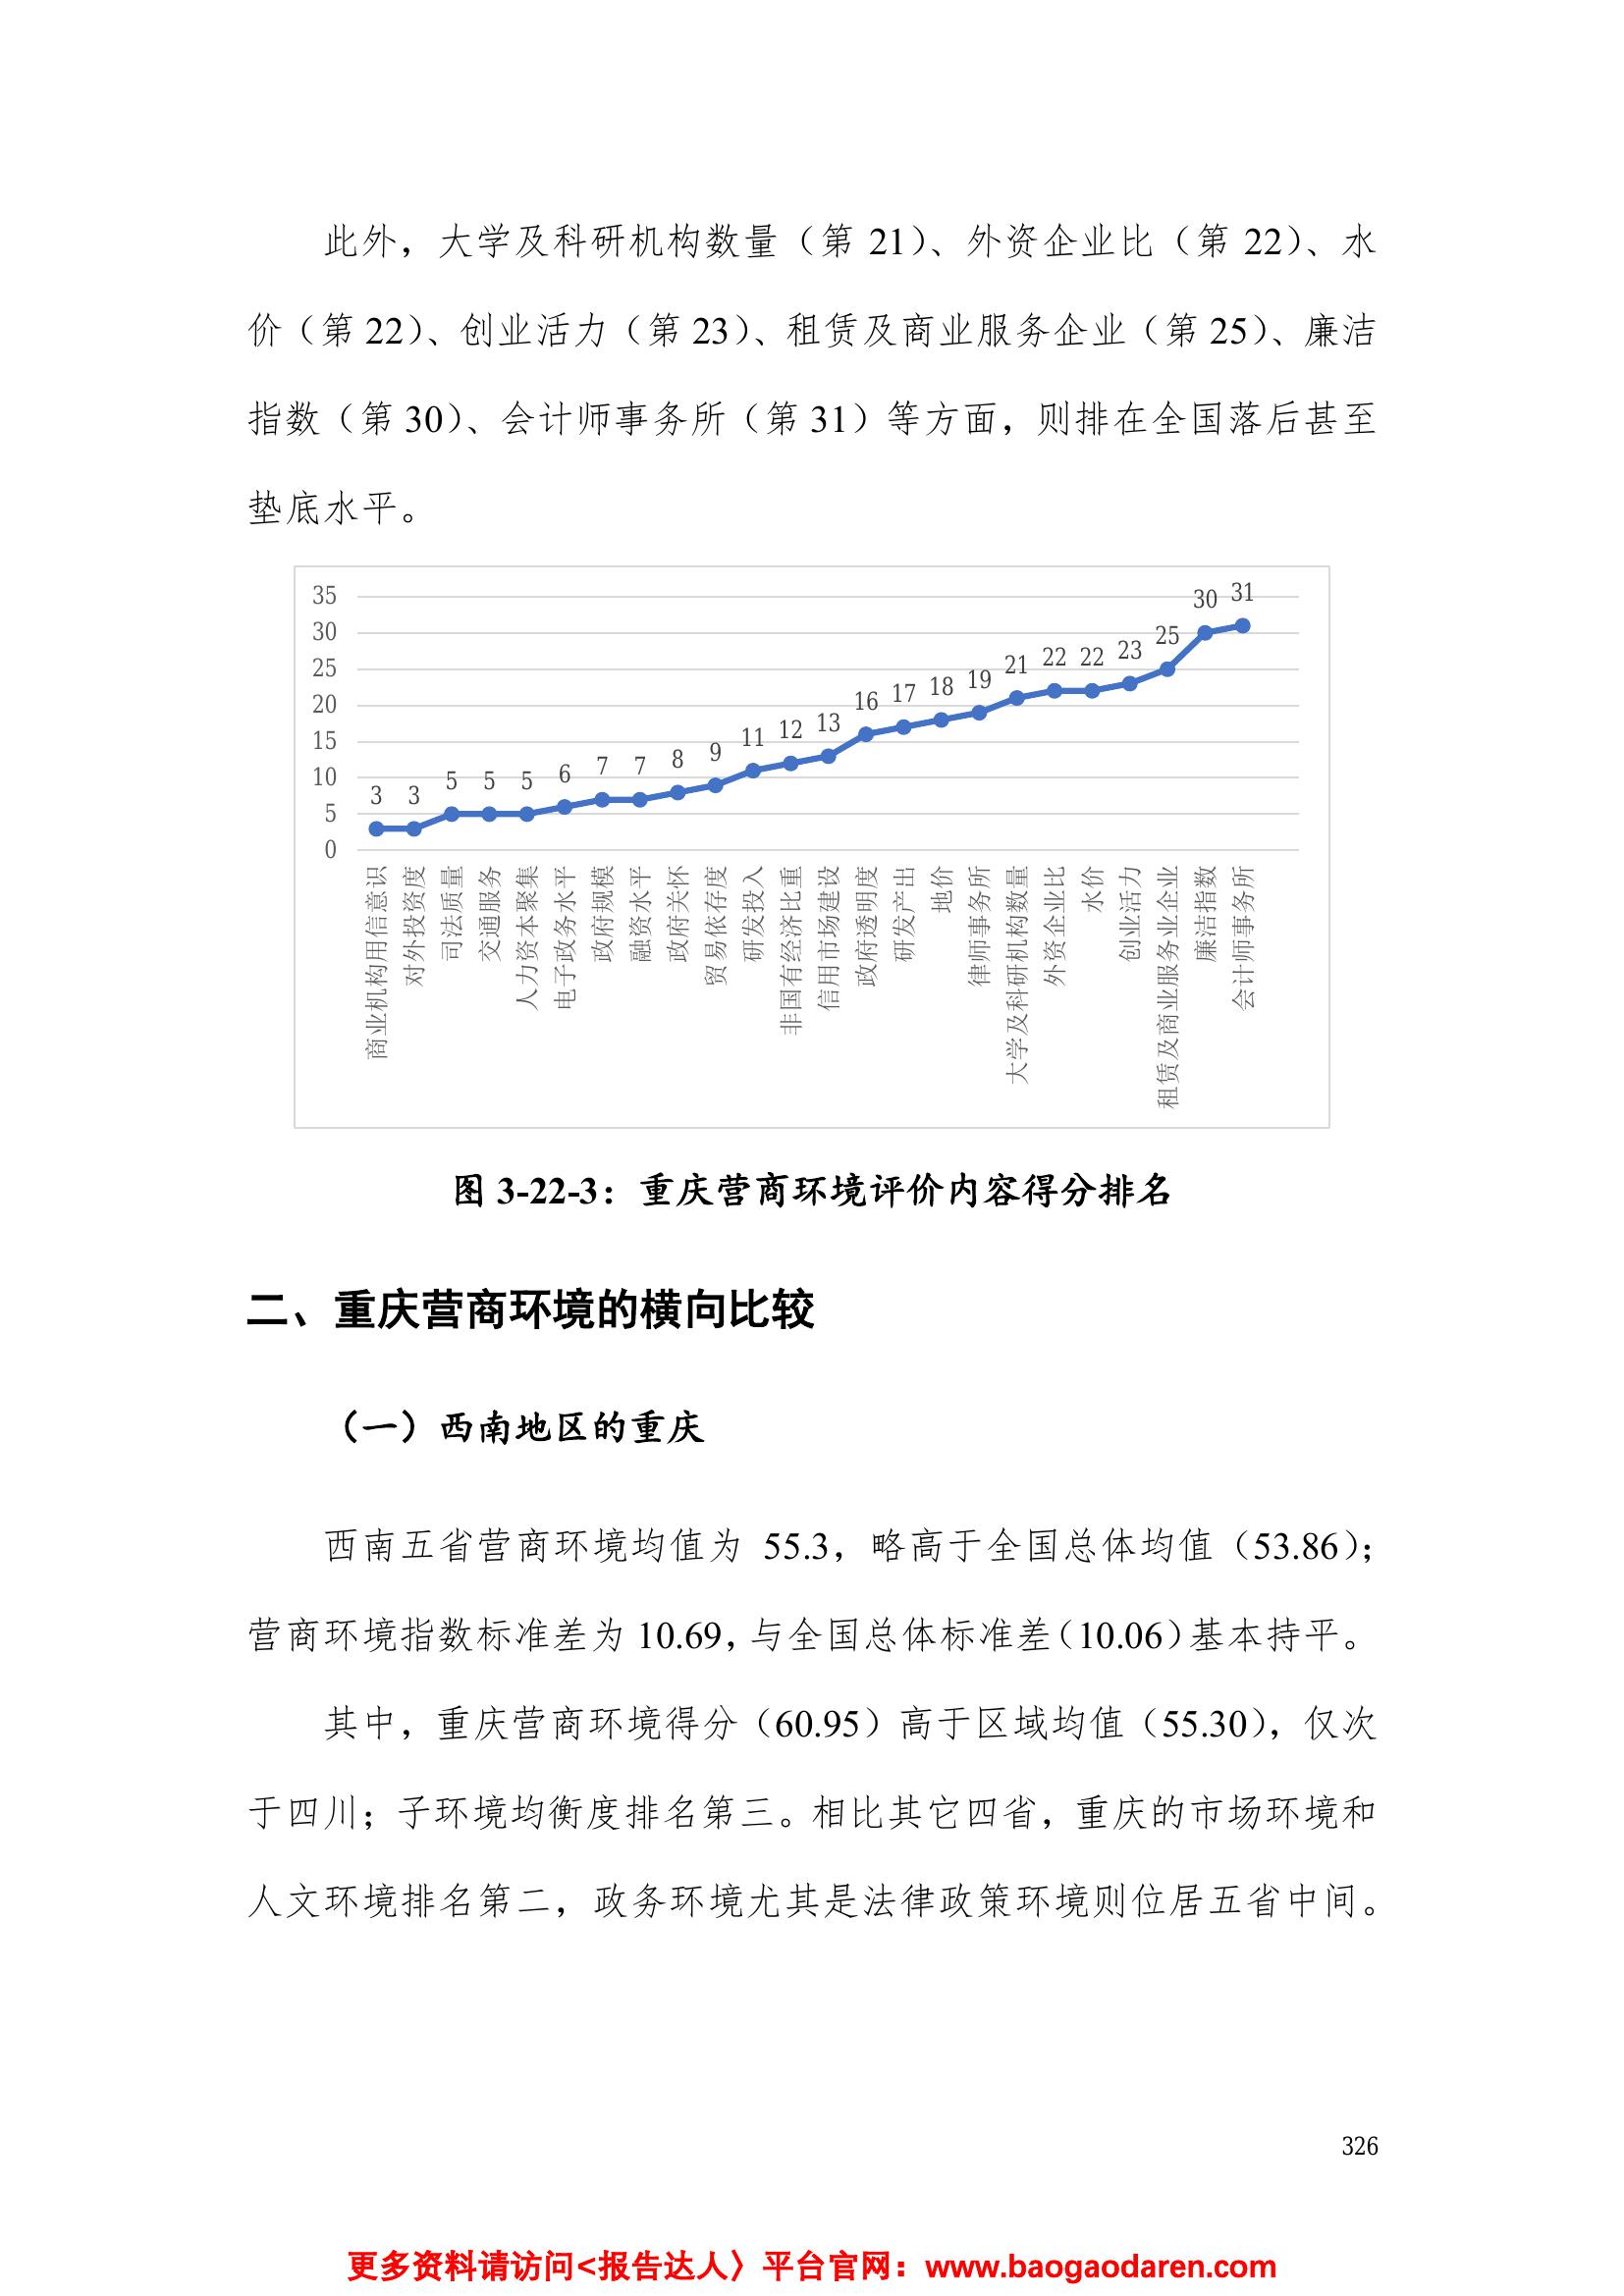 此外，大学及科研机构数量（第 21）、外资企业比（第 22）、水
价（第 22）、创业活力（第 23）、租赁及商业服务企业（第 25）、廉洁
指数（第 30）、会计师事务所（第 31）等方面，则排在全国落后甚至
垫底水平。
35
30
25
20
15
10
5
0
3 3 5 5 5 6 7 7 8 9 11 12 13 16 17 18 19 21 22 22 23 25 30 31
商业机构用信意识
对外投资度
司法质量
交通服务
人力资本聚集
电子政务水平
政府规模
融资水平
政府关怀
贸易依存度
研发投入
非国有经济比重
信用市场建设
政府透明度
研发产出
地价
律师事务所
大学及科研机构数量
外资企业比
水价
创业活力
租赁及商业服务业企业
廉洁指数
会计师事务所
图 3-22-3：重庆营商环境评价内容得分排名
二、重庆营商环境的横向比较
（一）西南地区的重庆
西南五省营商环境均值为 55.3，略高于全国总体均值（53.86）；
营商环境指数标准差为 10.69，与全国总体标准差（10.06）基本持平。
其中，重庆营商环境得分（60.95）高于区域均值（55.30），仅次
于四川；子环境均衡度排名第三。相比其它四省，重庆的市场环境和
人文环境排名第二，政务环境尤其是法律政策环境则位居五省中间。
326
更多资料请访问<报告达人〉平台官网：www.baogaodaren.com